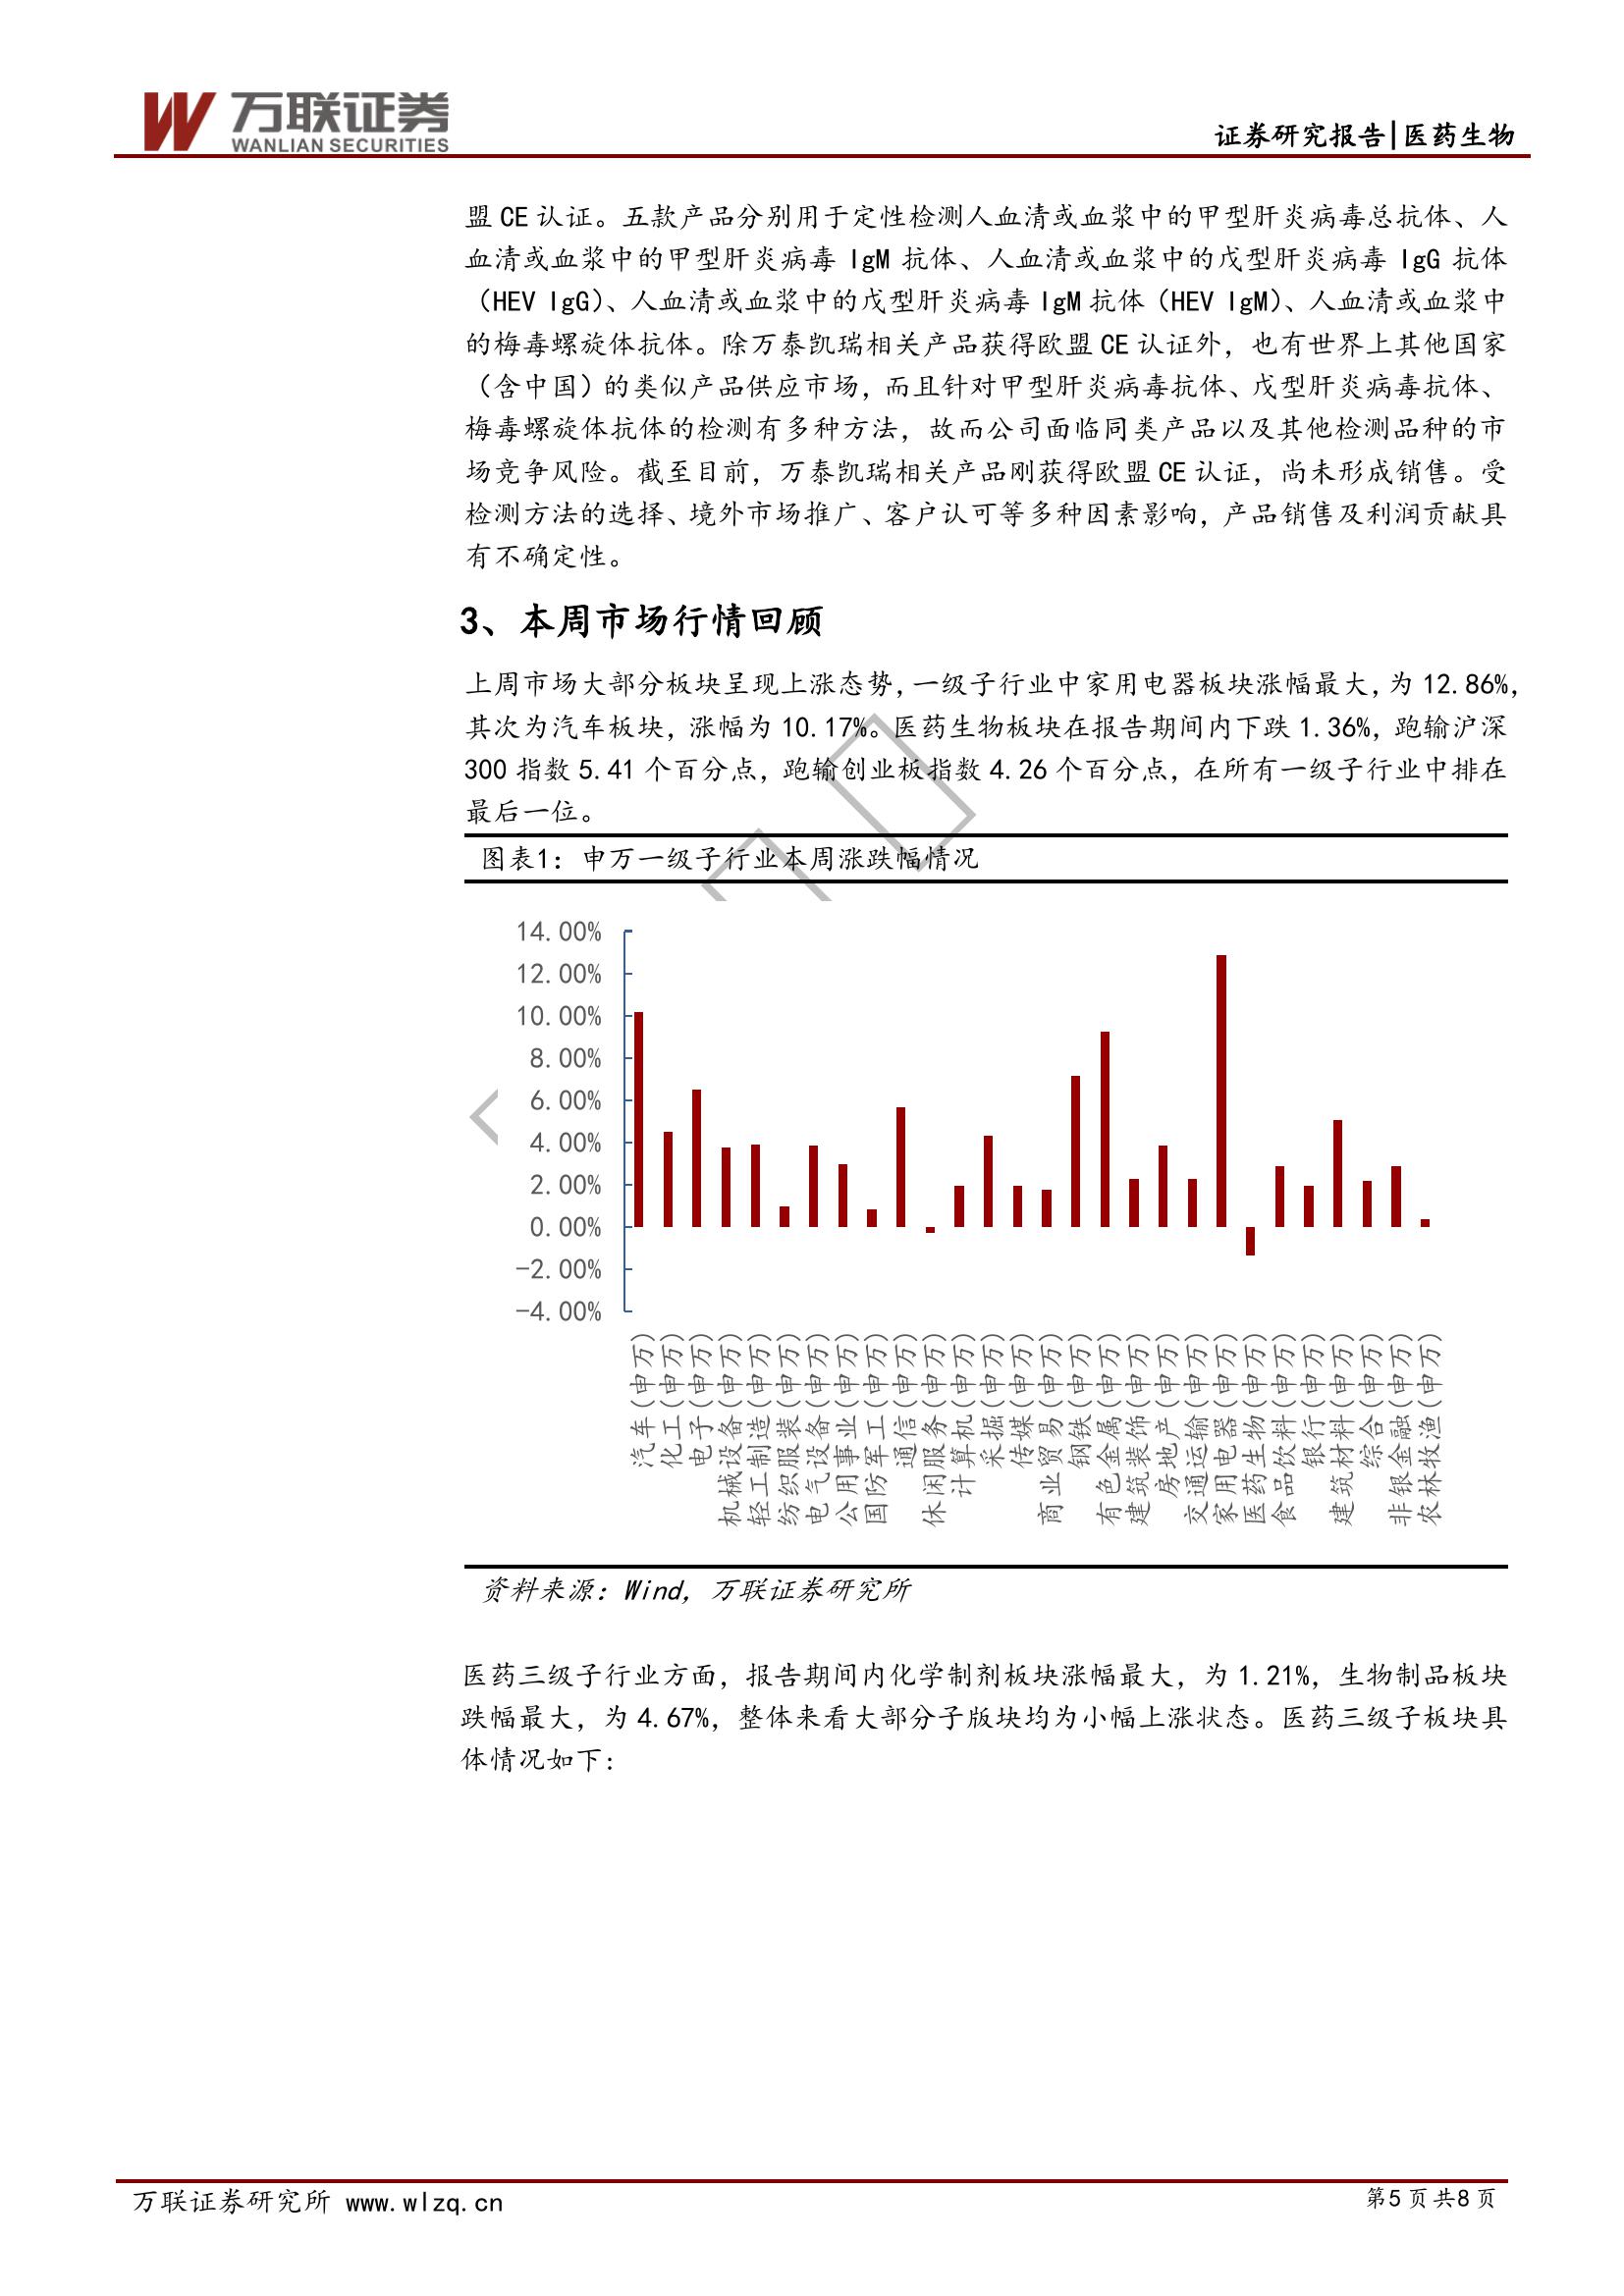 万联证券
WANLIAN SECURITIES
证券研究报告|医药生物
盟 CE 认证。五款产品分别用于定性检测人血清或血浆中的甲型肝炎病毒总抗体、人
血清或血浆中的甲型肝炎病毒 IgM 抗体、人血清或血浆中的戊型肝炎病毒 IgG 抗体
（HEV IgG）、人血清或血浆中的戊型肝炎病毒 IgM 抗体（HEV IgM）、人血清或血浆中
的梅毒螺旋体抗体。除万泰凯瑞相关产品获得欧盟 CE 认证外，也有世界上其他国家
（含中国）的类似产品供应市场，而且针对甲型肝炎病毒抗体、戊型肝炎病毒抗体、
梅毒螺旋体抗体的检测有多种方法，故而公司面临同类产品以及其他检测品种的市
场竞争风险。截至目前，万泰凯瑞相关产品刚获得欧盟 CE 认证，尚未形成销售。受
检测方法的选择、境外市场推广、客户认可等多种因素影响，产品销售及利润贡献具
有不确定性。
3、本周市场行情回顾
上周市场大部分板块呈现上涨态势，一级子行业中家用电器板块涨幅最大，为 12.86%，
其次为汽车板块，涨幅为 10.17%。医药生物板块在报告期间内下跌 1.36%，跑输沪深
300 指数 5.41 个百分点，跑输创业板指数 4.26 个百分点，在所有一级子行业中排在
最后一位。
图表1：申万一级子行业本周涨跌幅情况
14.00%
12.00%
10.00%
8.00%
6.00%
4.00%
2.00%
0.00%
-2.00%
-4.00%
汽车(申万)
化工(申万)
电子(申万)
机械设备(申万)
轻工制造(申万)
纺织服装(申万)
电气设备(申万)
公用事业(申万)
国防军工(申万)
通信(申万)
休闲服务(申万)
计算机(申万)
采掘(申万)
传媒(申万)
商业贸易(申万)
钢铁(申万)
有色金属(申万)
建筑装饰(申万)
房地产(申万)
交通运输(申万)
家用电器(申万)
医药生物(申万)
食品饮料(申万)
银行(申万)
建筑材料(申万)
综合(申万)
非银金融(申万)
农林牧渔(申万)
资料来源：Wind，万联证券研究所
医药三级子行业方面，报告期间内化学制剂板块涨幅最大，为 1.21%，生物制品板块
跌幅最大，为 4.67%，整体来看大部分子版块均为小幅上涨状态。医药三级子板块具
体情况如下：
万联证券研究所 www.wlzq.cn
第5页共8页